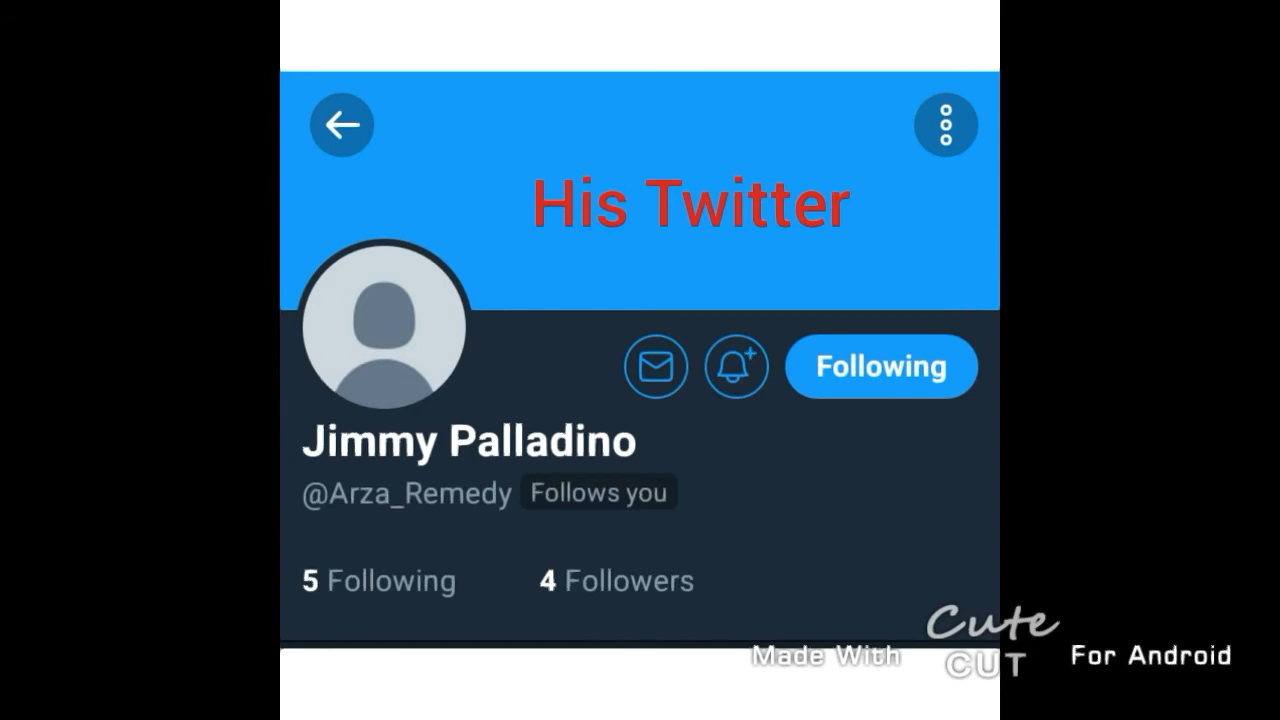 His Twitter
Following
Jimmy Palladino
@Arza_Remedy Follows you
5 Following 4 Followers
Cute
Made With CUT For Android